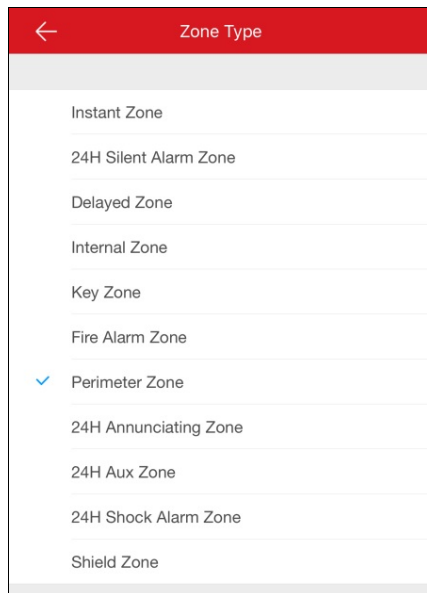 Zone Type
Instant Zone
24H Silent Alarm Zone
Delayed Zone
Internal Zone
Key Zone
Fire Alarm Zone
Perimeter Zone
24H Annunciating Zone
24H Aux Zone
24H Shock Alarm Zone
Shield Zone